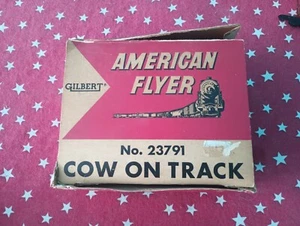 AMERICAN
FLYER
GILBERT®
No. 23791
COW ON TRACK